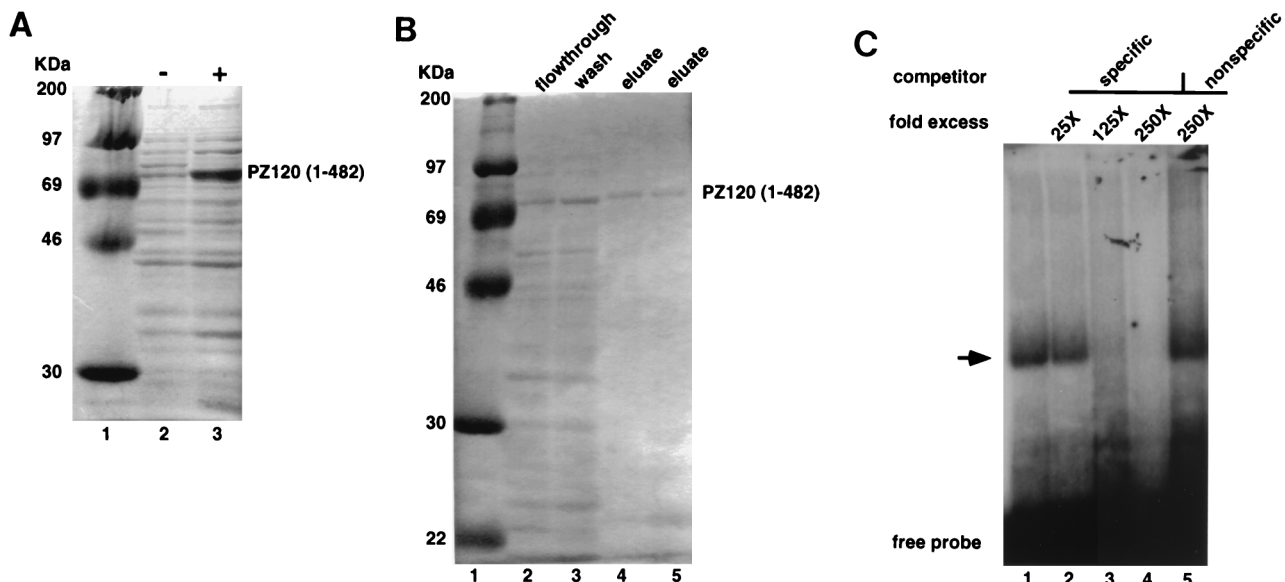 A
KDa
- +
200
97
69
46
30
PZ120 (1-482)
1 2 3
B
KDa
flowthrough
wash
eluate
eluate
200
97
69
46
30
22
PZ120 (1-482)
1 2 3 4 5
C
competitor
specific
nonspecific
fold excess
25X
125X
250X
250X
free probe
1 2 3 4 5